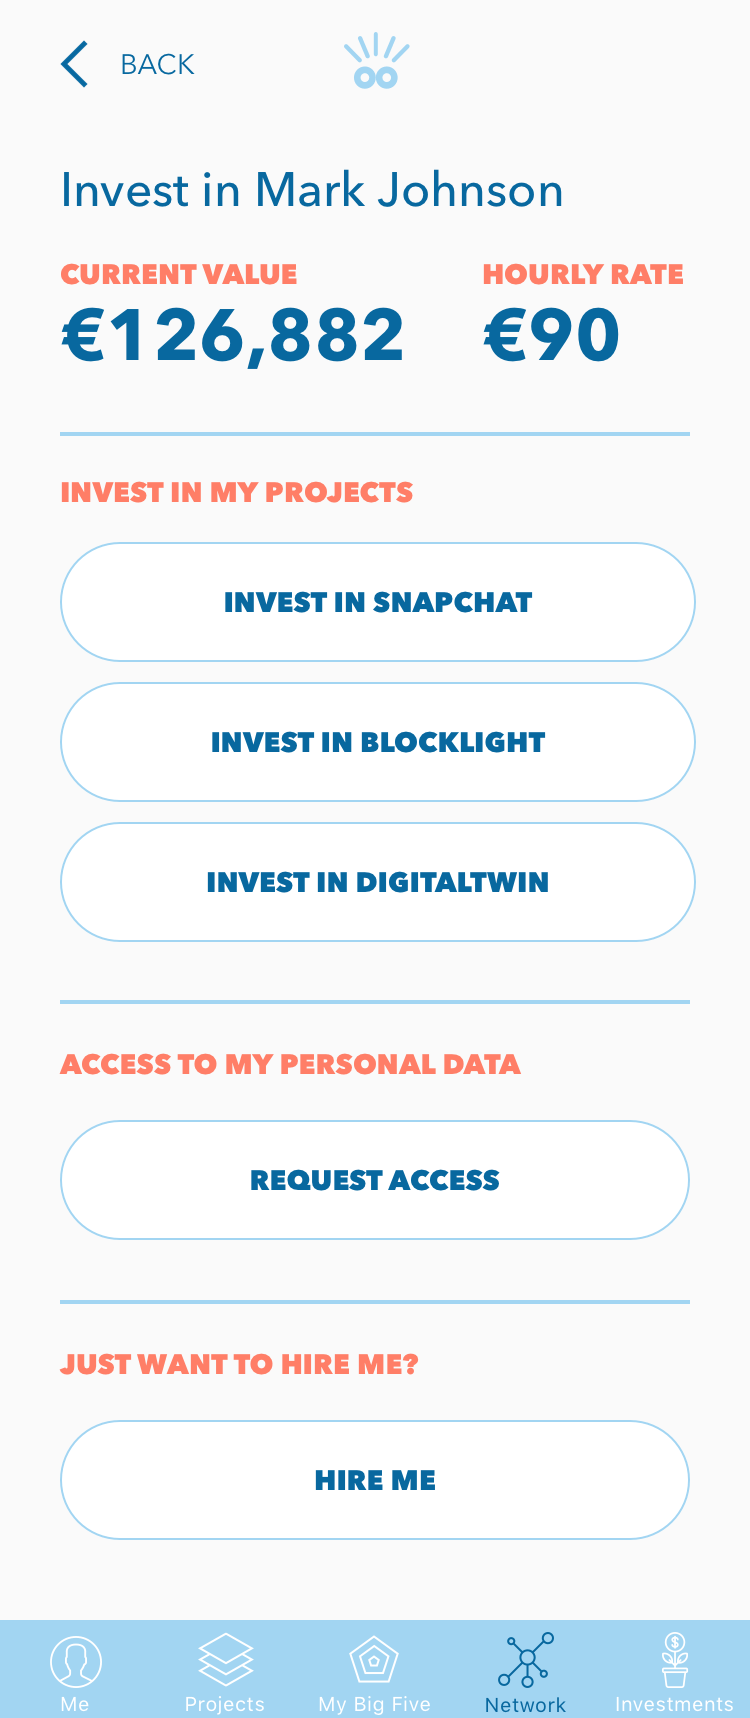 BACK
Invest in Mark Johnson
CURRENT VALUE HOURLY RATE
€126,882 €90
INVEST IN MY PROJECTS
INVEST IN SNAPCHAT
INVEST IN BLOCKLIGHT
INVEST IN DIGITALTWIN
ACCESS TO MY PERSONAL DATA
REQUEST ACCESS
JUST WANT TO HIRE ME?
HIRE ME
$
Me Projects My Big Five Network Investments